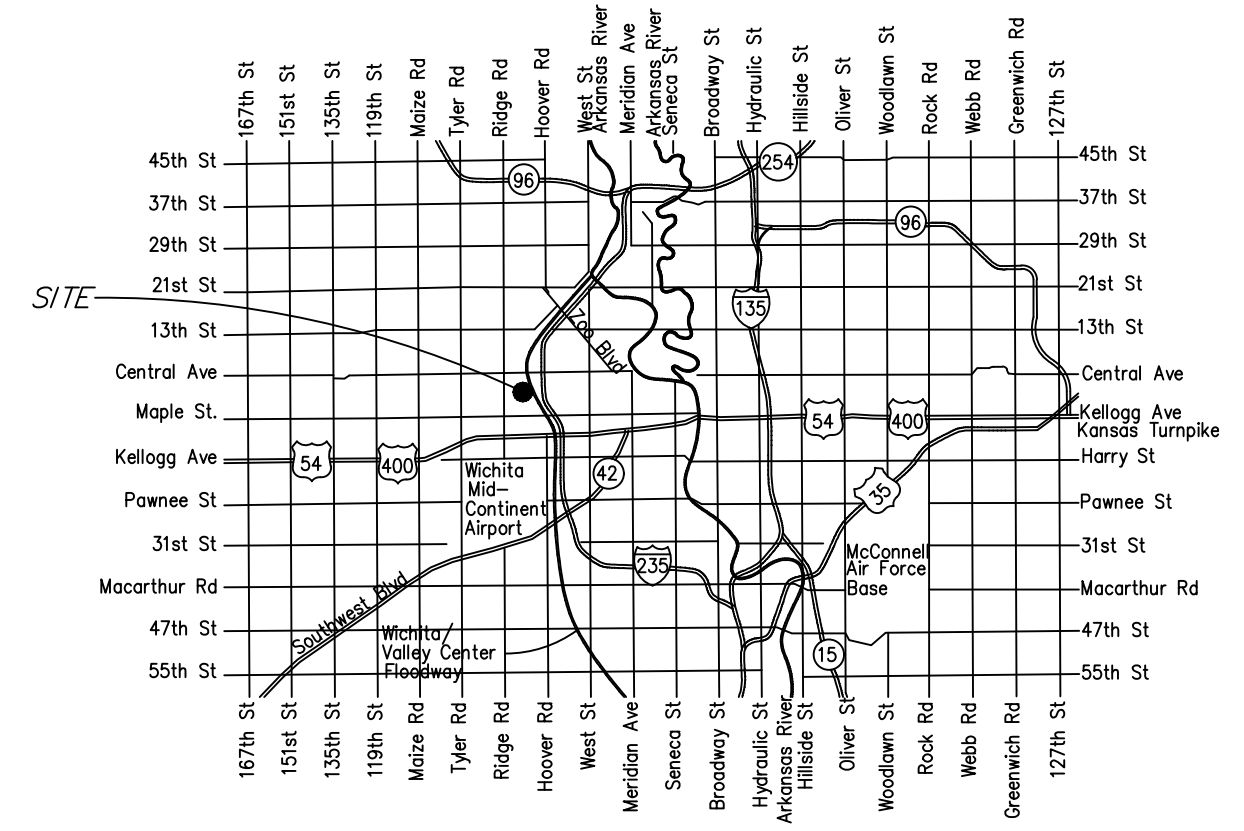 167th St
151st St
135th St
119th St
Maize Rd
Tyler Rd
Ridge Rd
Hoover Rd
West St
Arkansas River
Meridian Ave
Arkansas River
Seneca St
Broadway St
Hydraulic St
Hillside St
Oliver St
Woodlawn St
Rock Rd
Webb Rd
Greenwich Rd
127th St
45th St
37th St
29th St
21st St
13th St
Central Ave
Maple St.
Kellogg Ave
Pawnee St
31st St
Macarthur Rd
47th St
55th St
SITE
96
254
96
135
Zoo Blvd
54
400
54
400
42
35
235
15
Wichita
Mid-
Continent
Airport
McConnell
Air Force
Base
Southwest Blvd
Wichita/
Valley Center
Floodway
45th St
37th St
29th St
21st St
13th St
Central Ave
Kellogg Ave
Kansas Turnpike
Harry St
Pawnee St
31st St
Macarthur Rd
47th St
55th St
167th St
151st St
135th St
119th St
Maize Rd
Tyler Rd
Ridge Rd
Hoover Rd
West St
Meridian Ave
Seneca St
Broadway St
Hydraulic St
Arkansas River
Hillside St
Oliver St
Woodlawn St
Rock Rd
Webb Rd
Greenwich Rd
127th St